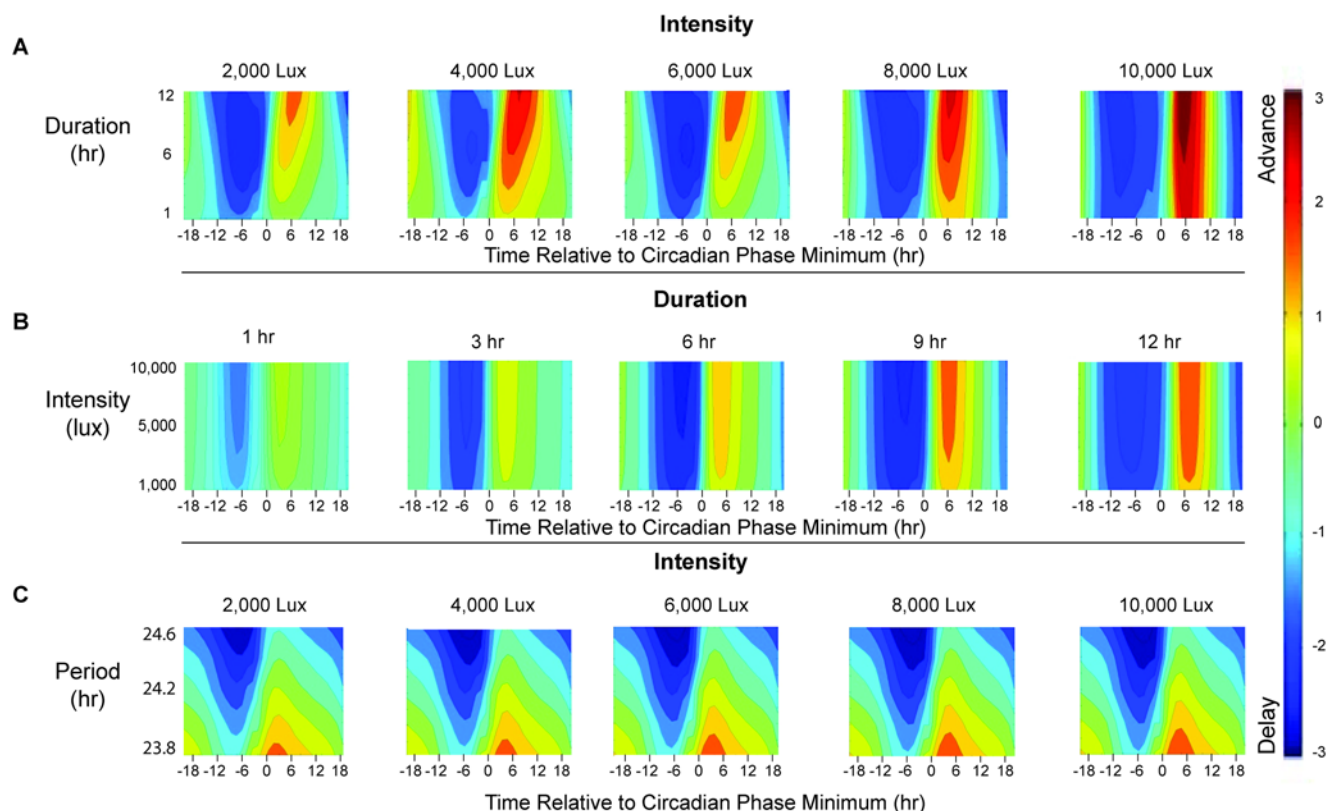 Intensity
A
2,000 Lux 4,000 Lux 6,000 Lux 8,000 Lux 10,000 Lux
Duration
(hr)
12
6
1
-18 -12 -6 0 6 12 18 -18 -12 -6 0 6 12 18 -18 -12 -6 0 6 12 18 -18 -12 -6 0 6 12 18 -18 -12 -6 0 6 12 18
Time Relative to Circadian Phase Minimum (hr)
Duration
B
1 hr 3 hr 6 hr 9 hr 12 hr
Intensity
(lux)
10,000
5,000
1,000
-18 -12 -6 0 6 12 18 -18 -12 -6 0 6 12 18 -18 -12 -6 0 6 12 18 -18 -12 -6 0 6 12 18 -18 -12 -6 0 6 12 18
Time Relative to Circadian Phase Minimum (hr)
Intensity
C
2,000 Lux 4,000 Lux 6,000 Lux 8,000 Lux 10,000 Lux
Period
(hr)
24.6
24.2
23.8
-18 -12 -6 0 6 12 18 -18 -12 -6 0 6 12 18 -18 -12 -6 0 6 12 18 -18 -12 -6 0 6 12 18 -18 -12 -6 0 6 12 18
Time Relative to Circadian Phase Minimum (hr)
Advance
Delay
3
2
1
0
-1
-2
-3